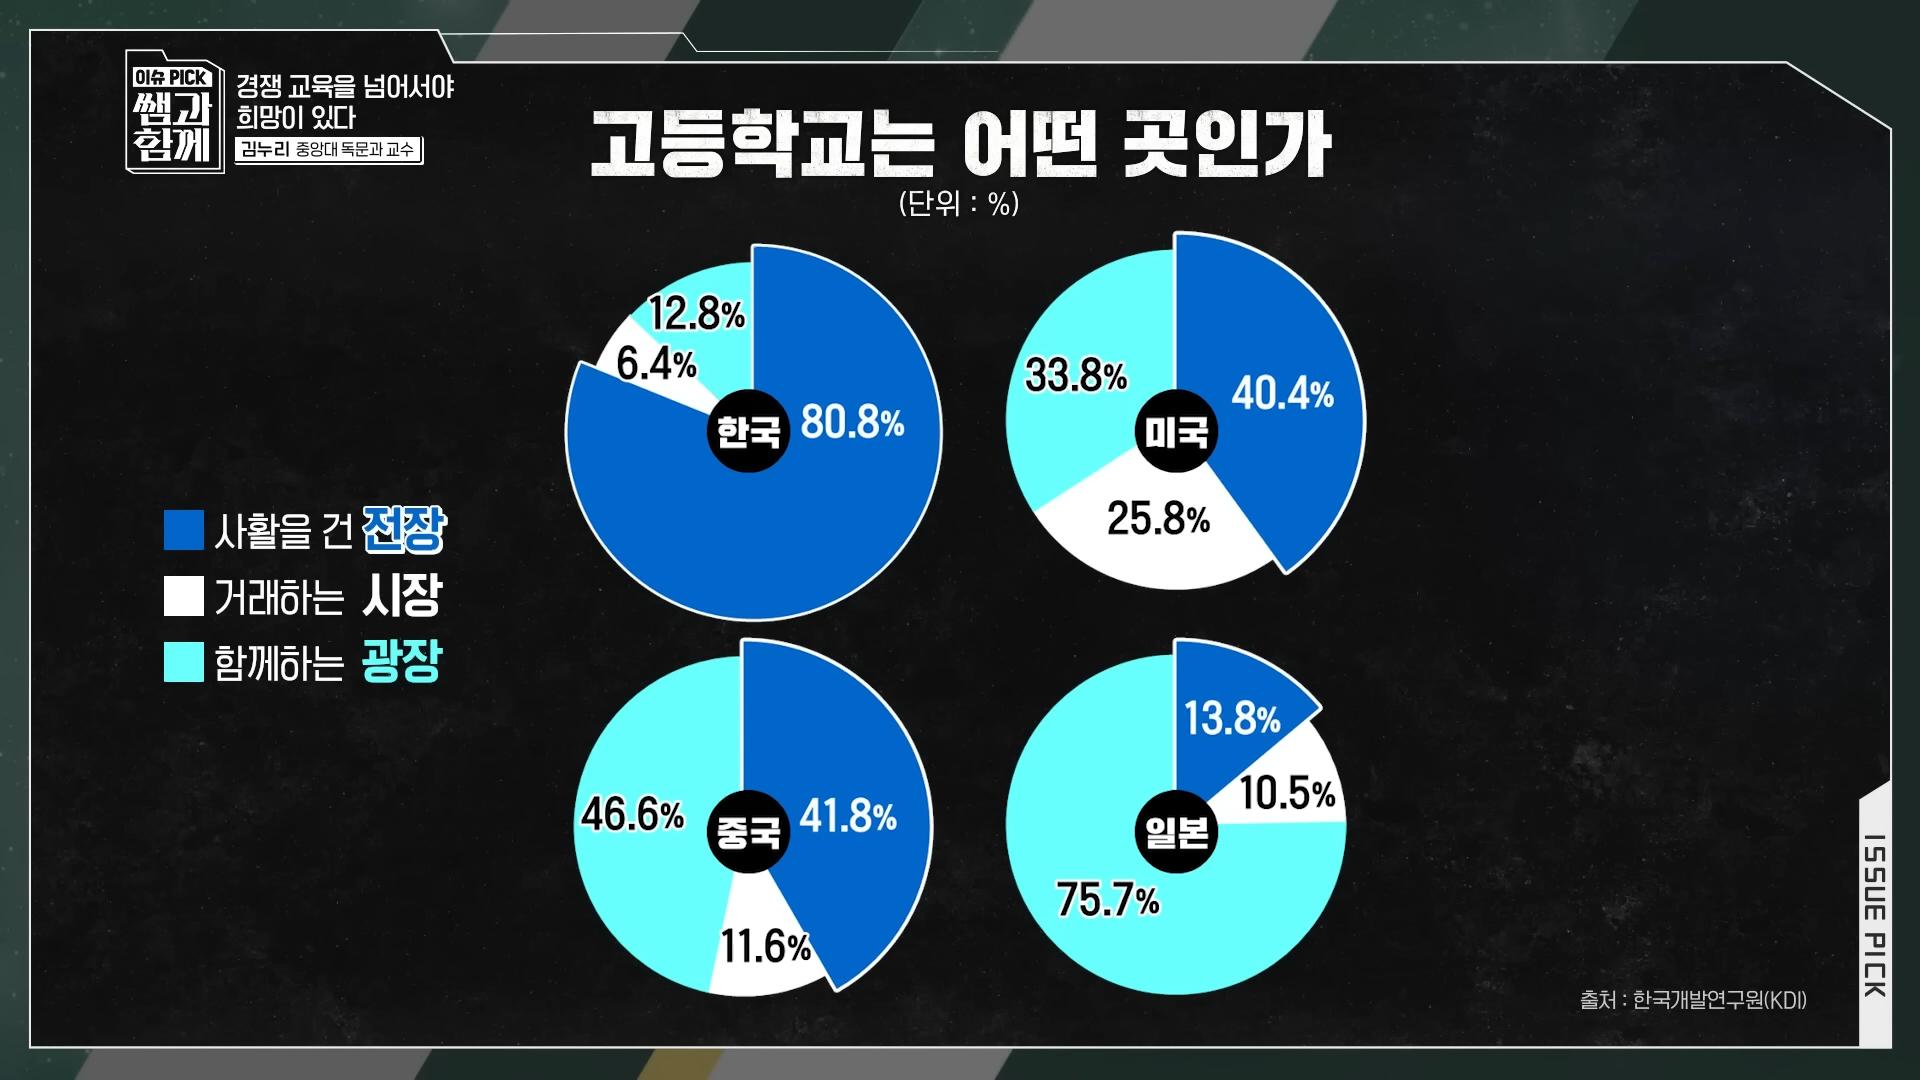 이슈 PICK
쌤과
함께
경쟁 교육을 넘어서야
희망이 있다
김누리 중앙대 독문과 교수
고등학교는 어떤 곳인가
(단위 : %)
12.8%
6.4%
80.8%
한국
33.8%
40.4%
25.8%
미국
사활을 건 전장
거래하는 시장
함께하는 광장
46.6%
41.8%
11.6%
중국
13.8%
10.5%
75.7%
일본
ISSUE PICK
출처 : 한국개발연구원(KDI)